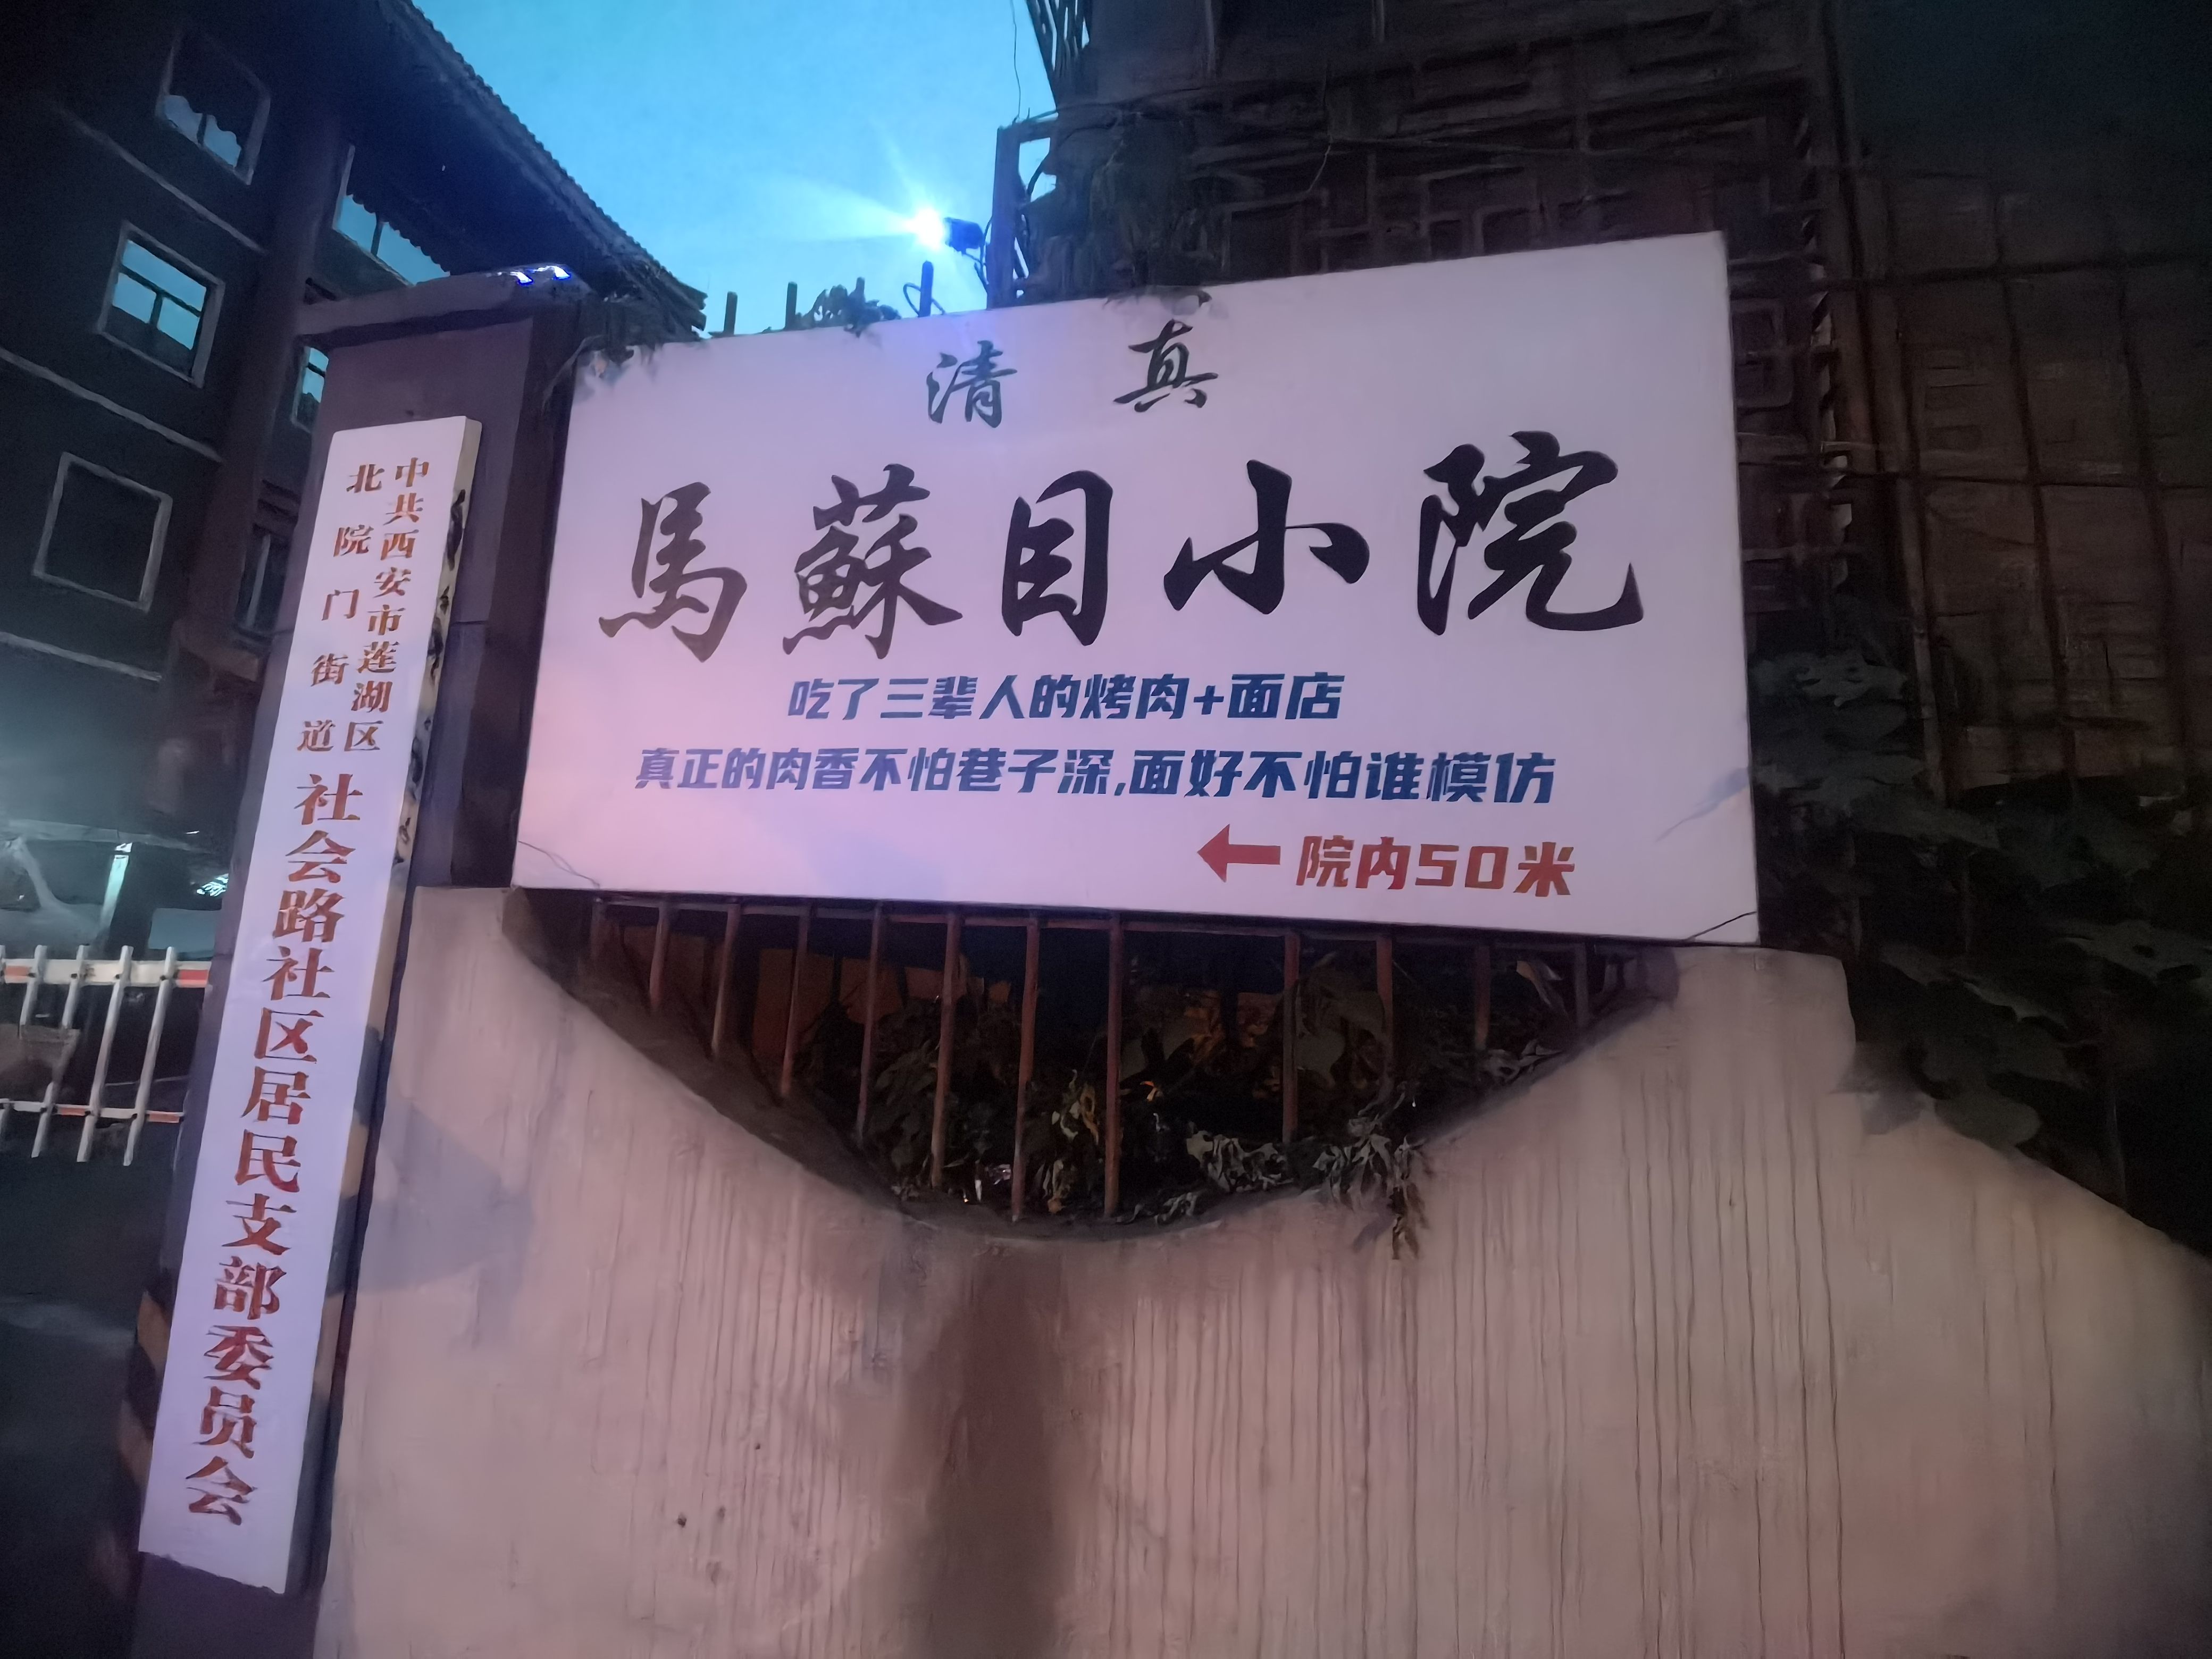 清真
馬蘇目小院
吃了三辈人的烤肉+面店
真正的肉香不怕巷子深,面好不怕谁模仿
院内50米
中共西安市莲湖区
北院门街道
社会路社区居民支部委员会